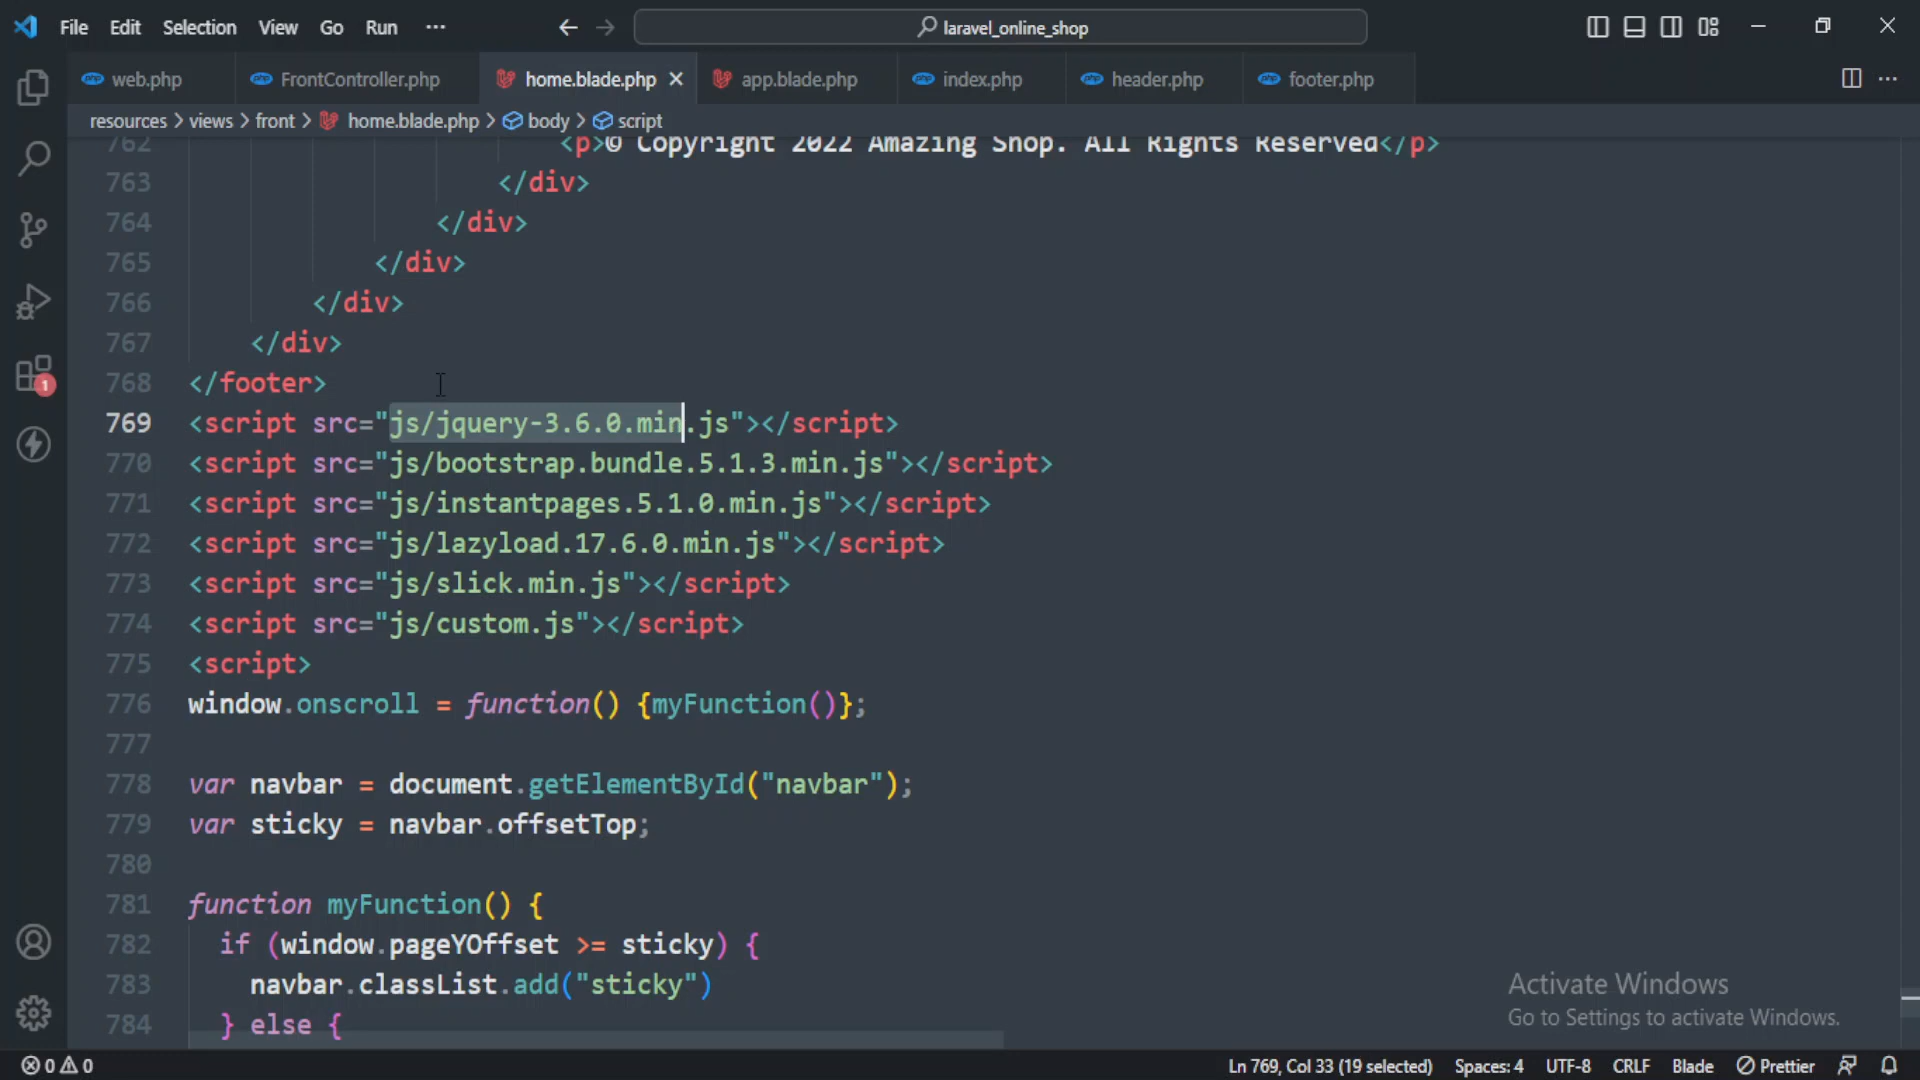 File Edit Selection View Go Run ··· laravel_online_shop
web.php FrontController.php home.blade.php app.blade.php index.php header.php footer.php
resources > views > front > home.blade.php > body > script
762 <p>© Copyright 2022 Amazing Shop. All Rights Reserved</p>
763 </div>
764 </div>
765 </div>
766 </div>
767 </div>
768 </footer>
769 <script src="js/jquery-3.6.0.min.js"></script>
770 <script src="js/bootstrap.bundle.5.1.3.min.js"></script>
771 <script src="js/instantpages.5.1.0.min.js"></script>
772 <script src="js/lazyload.17.6.0.min.js"></script>
773 <script src="js/slick.min.js"></script>
774 <script src="js/custom.js"></script>
775 <script>
776 window.onscroll = function() {myFunction()};
777
778 var navbar = document.getElementById("navbar");
779 var sticky = navbar.offsetTop;
780
781 function myFunction() {
782 if (window.pageYOffset >= sticky) {
783 navbar.classList.add("sticky")
784 } else {
1
Activate Windows
Go to Settings to activate Windows.
0 0 Ln 769, Col 33 (19 selected) Spaces: 4 UTF-8 CRLF Blade Prettier